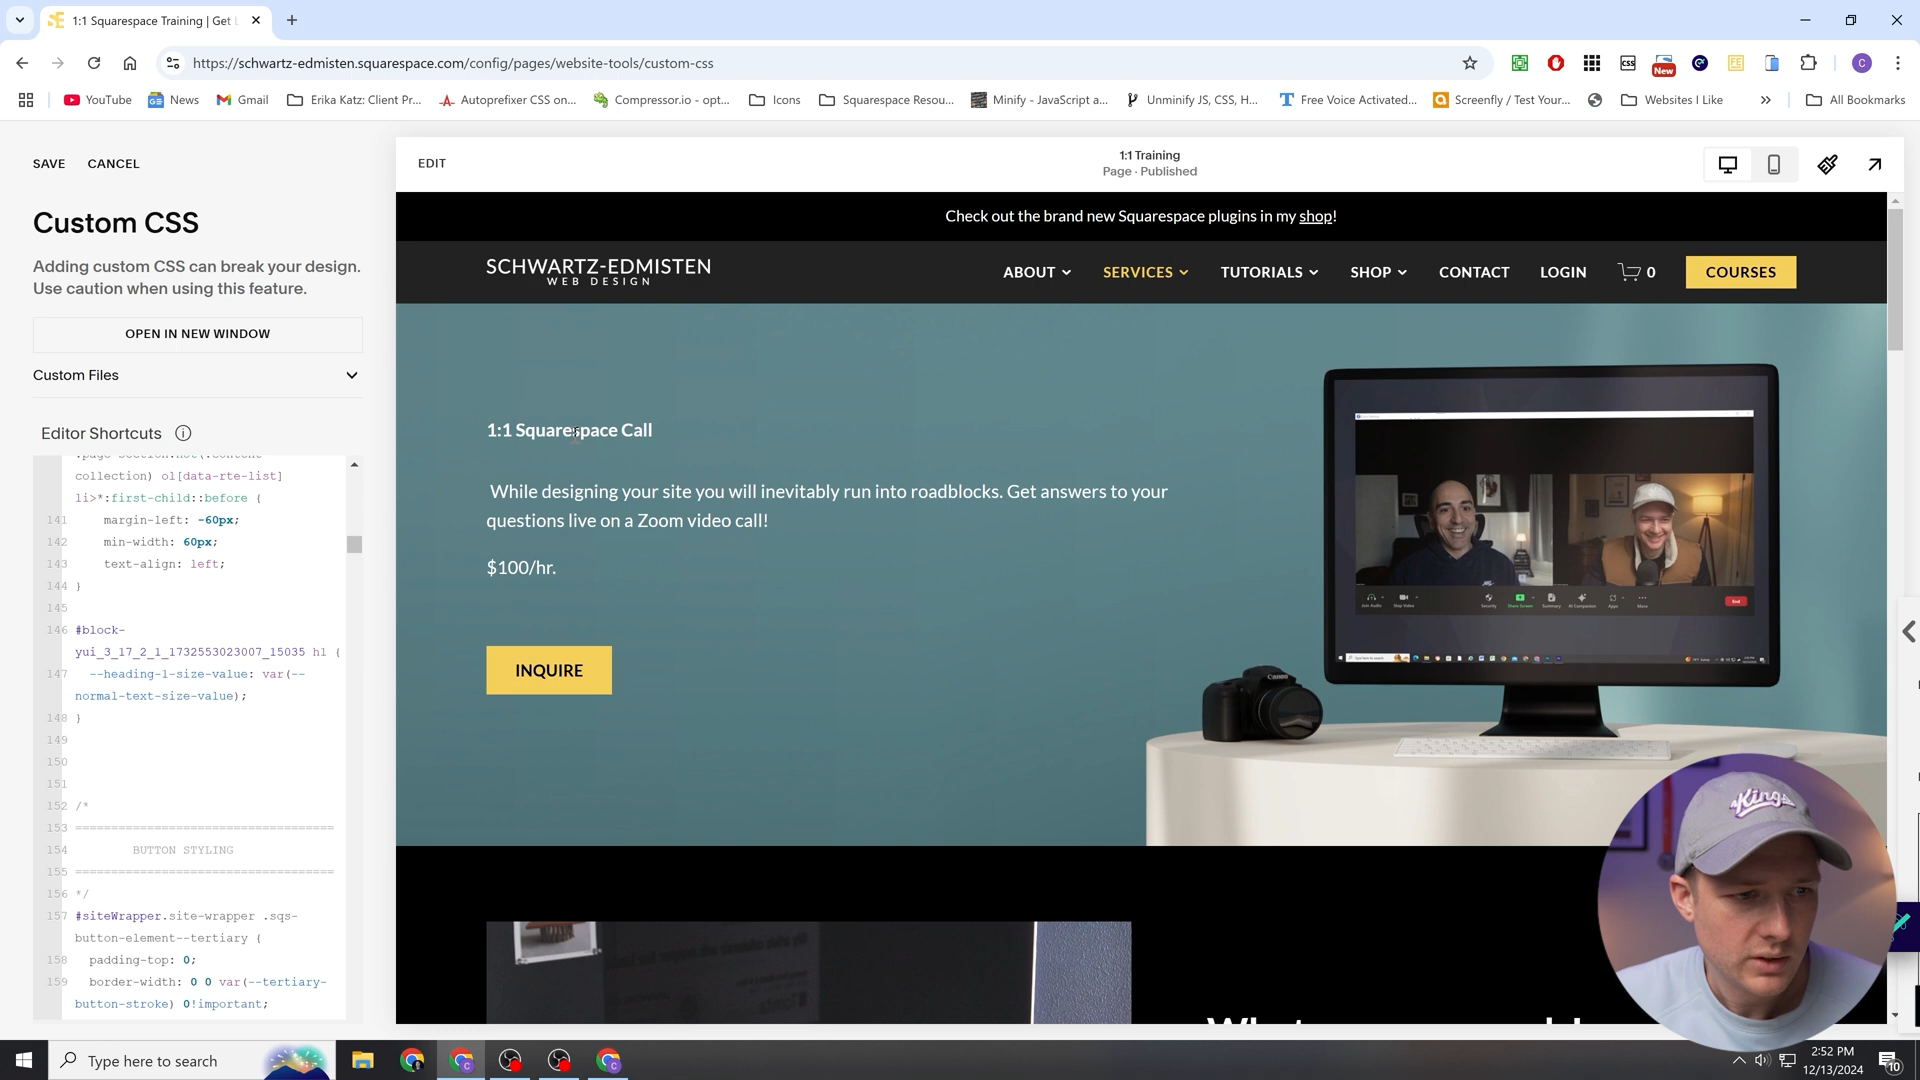 1:1 Squarespace Training | Get L
https://schwartz-edmisten.squarespace.com/config/pages/website-tools/custom-css
css
New
FE
C
YouTube
News
Gmail
Erika Katz: Client Pr...
Autoprefixer CSS on...
Compressor.io - opt...
Icons
Squarespace Resou...
Minify - JavaScript a...
Unminify JS, CSS, H...
Free Voice Activated...
Screenfly / Test Your...
Websites I Like
All Bookmarks
SAVE CANCEL
EDIT
1:1 Training
Page · Published
Custom CSS
Adding custom CSS can break your design.
Use caution when using this feature.
OPEN IN NEW WINDOW
Custom Files
Editor Shortcuts
collection) ol[data-rte-list]
li>*:first-child::before {
141 margin-left: -60px;
142 min-width: 60px;
143 text-align: left;
144 }
145
146 #block-
yui_3_17_2_1_1732553023007_15035 h1 {
147 --heading-1-size-value: var(--
normal-text-size-value);
148 }
149
150
151
152 /*
153 ====================================
154 BUTTON STYLING
155 ====================================
156 */
157 #siteWrapper.site-wrapper .sqs-
button-element--tertiary {
158 padding-top: 0;
159 border-width: 0 0 var(--tertiary-
button-stroke) 0!important;
Check out the brand new Squarespace plugins in my shop!
SCHWARTZ-EDMISTEN
WEB DESIGN
ABOUT
SERVICES
TUTORIALS
SHOP
CONTACT
LOGIN
0
COURSES
1:1 Squarespace Call
While designing your site you will inevitably run into roadblocks. Get answers to your
questions live on a Zoom video call!
$100/hr.
INQUIRE
Canon
Kings
Type here to search
2:52 PM
12/13/2024
10